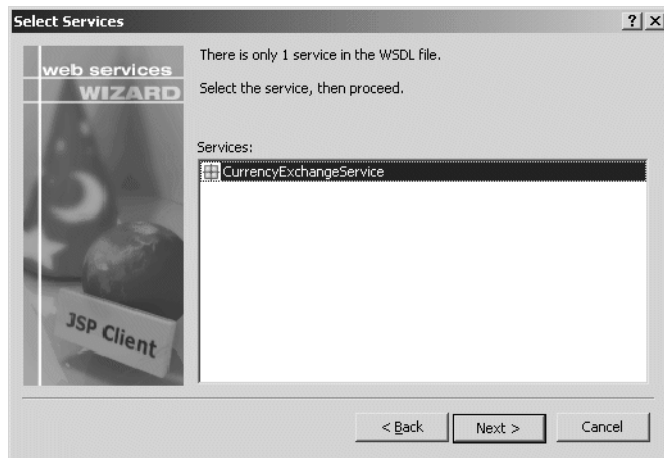 Select Services
? X
web services
WIZARD
There is only 1 service in the WSDL file.
Select the service, then proceed.
Services:
CurrencyExchangeService
JSP Client
< Back
Next >
Cancel